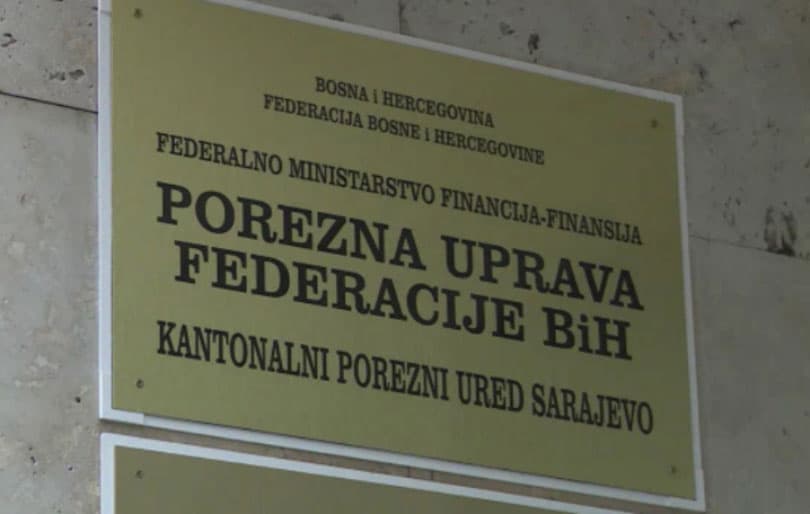 BOSNA i HERCEGOVINA
FEDERACIJA BOSNE i HERCEGOVINE
FEDERALNO MINISTARSTVO FINANCIJA-FINANSIJA
POREZNA UPRAVA
FEDERACIJE BiH
KANTONALNI POREZNI URED SARAJEVO